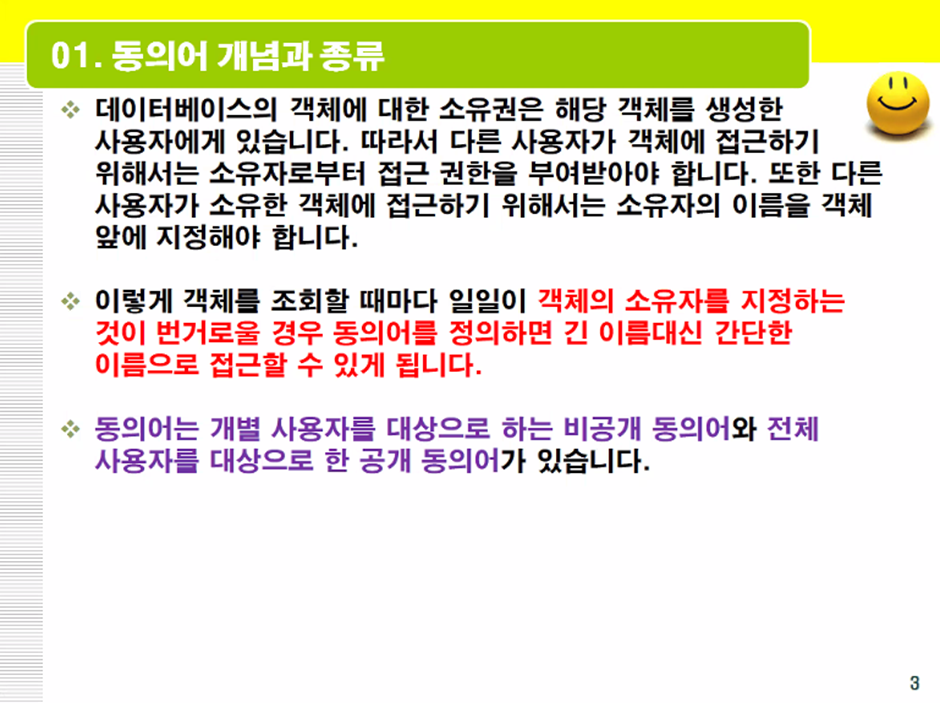 01. 동의어 개념과 종류
❖ 데이터베이스의 객체에 대한 소유권은 해당 객체를 생성한
사용자에게 있습니다. 따라서 다른 사용자가 객체에 접근하기
위해서는 소유자로부터 접근 권한을 부여받아야 합니다. 또한 다른
사용자가 소유한 객체에 접근하기 위해서는 소유자의 이름을 객체
앞에 지정해야 합니다.
❖ 이렇게 객체를 조회할 때마다 일일이 객체의 소유자를 지정하는
것이 번거로울 경우 동의어를 정의하면 긴 이름대신 간단한
이름으로 접근할 수 있게 됩니다.
❖ 동의어는 개별 사용자를 대상으로 하는 비공개 동의어와 전체
사용자를 대상으로 한 공개 동의어가 있습니다.
3